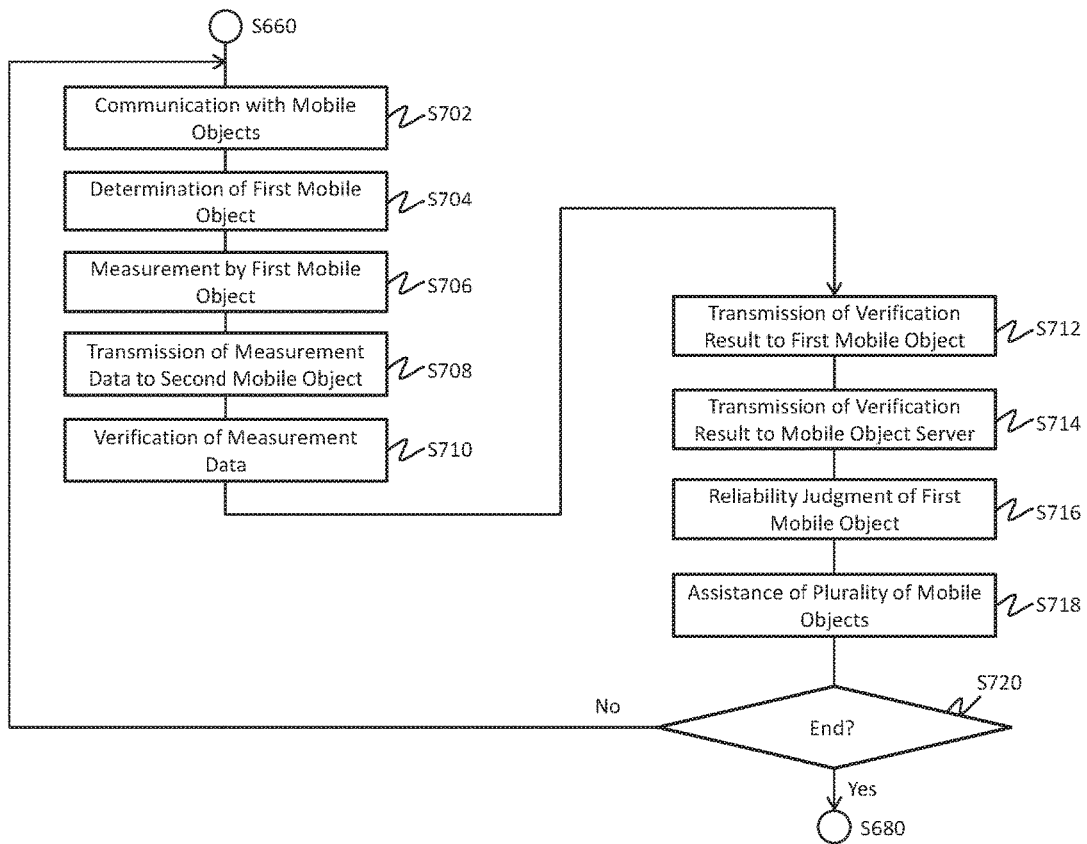 S660
Communication with Mobile
Objects
S702
Determination of First Mobile
Object
S704
Measurement by First Mobile
Object
S706
Transmission of Measurement
Data to Second Mobile Object
S708
Verification of Measurement
Data
S710
Transmission of Verification
Result to First Mobile Object
S712
Transmission of Verification
Result to Mobile Object Server
S714
Reliability Judgment of First
Mobile Object
S716
Assistance of Plurality of Mobile
Objects
S718
S720
No
End?
Yes
S680